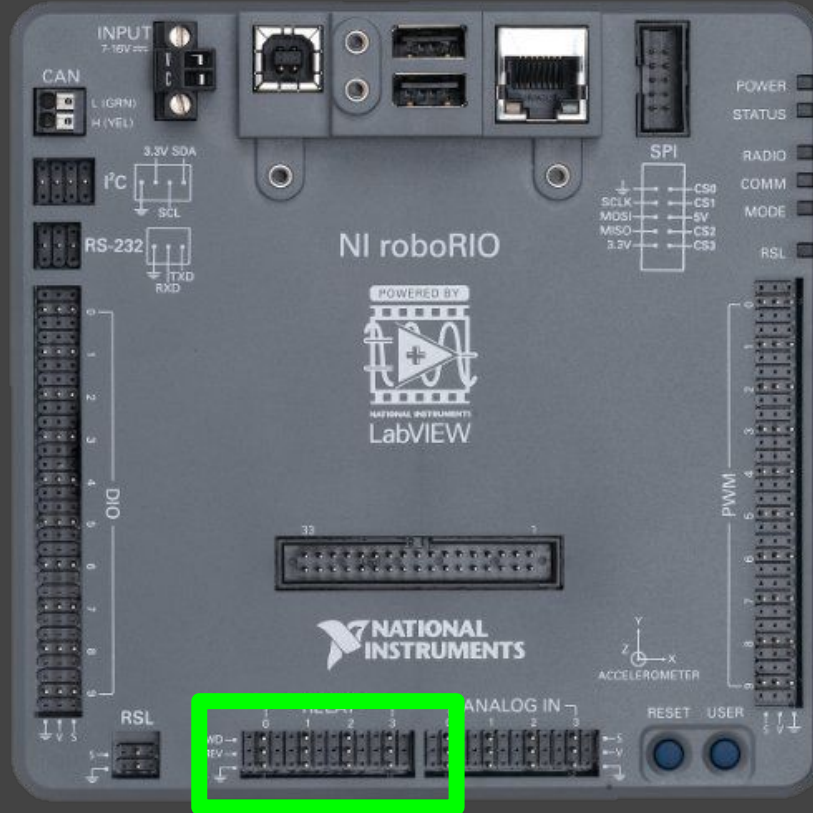 INPUT
7-16V
CAN
L (GRN)
H (YEL)
3.3V SDA
I²C
SCL
RS-232
TXD
RXD
SPI
CS0
SCLK
CS1
MOSI
5V
MISO
CS2
3.3V
CS3
POWER
STATUS
RADIO
COMM
MODE
RSL
NI roboRIO
POWERED BY
NATIONAL INSTRUMENTS
LabVIEW
DIO
0
1
2
3
4
5
6
7
8
9
S
V
PWM
0
1
2
3
4
5
6
7
8
9
S
V
33
1
NATIONAL
INSTRUMENTS
Y
Z
X
ACCELEROMETER
RSL
S
0
1
2
3
ANALOG IN
0
1
2
3
S
V
RESET
USER